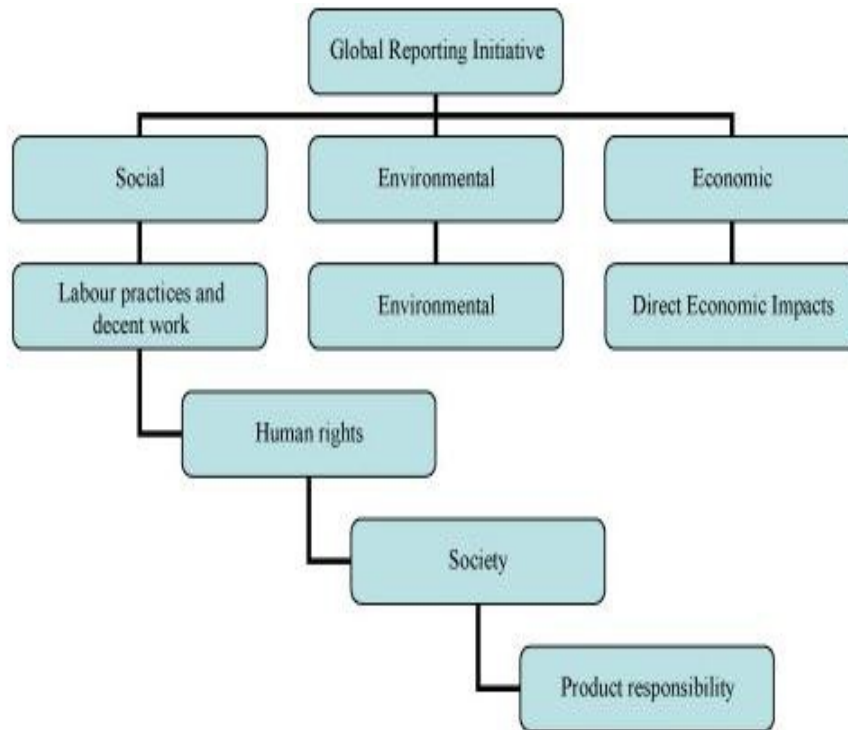 Global Reporting Initiative
Social
Environmental
Economic
Labour practices and
decent work
Environmental
Direct Economic Impacts
Human rights
Society
Product responsibility